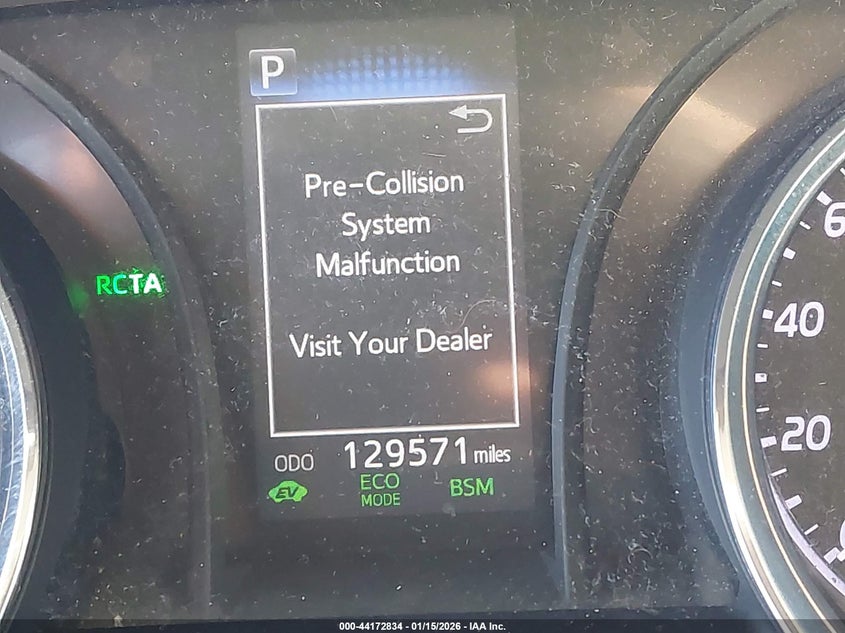 P
Pre-Collision
System
Malfunction
Visit Your Dealer
RCTA
ODO 129571 miles
EV ECO MODE BSM
6
40
20
000-44172834 - 01/15/2026 - IAA Inc.